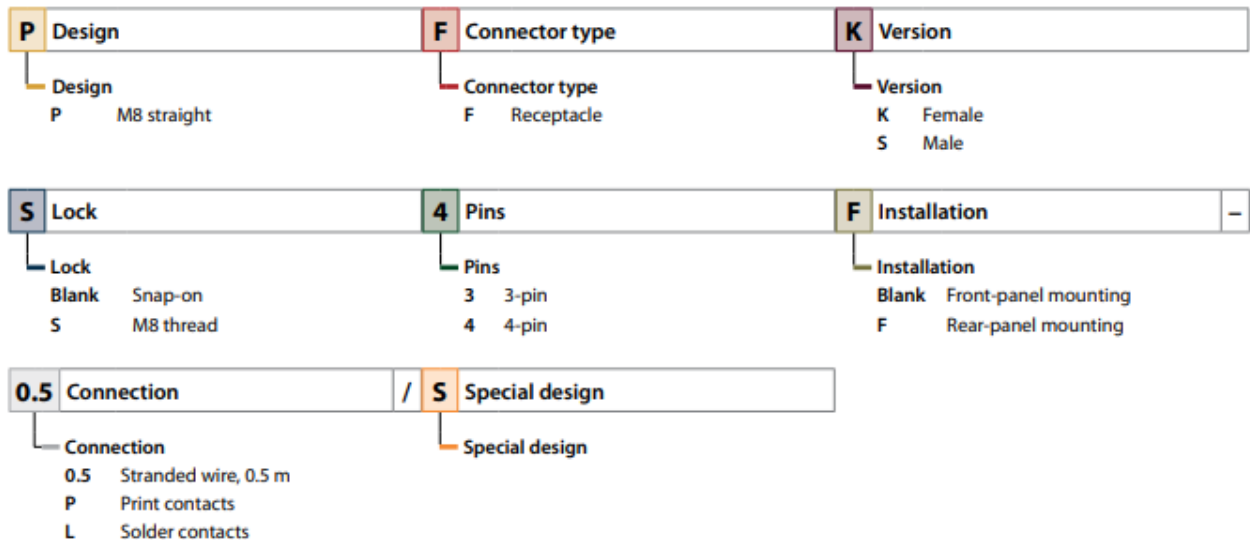 P Design F Connector type K Version
Design Connector type Version
P M8 straight F Receptacle K Female
S Male
S Lock 4 Pins F Installation –
Lock Pins Installation
Blank Snap-on 3 3-pin Blank Front-panel mounting
S M8 thread 4 4-pin F Rear-panel mounting
0.5 Connection / S Special design
Connection Special design
0.5 Stranded wire, 0.5 m
P Print contacts
L Solder contacts